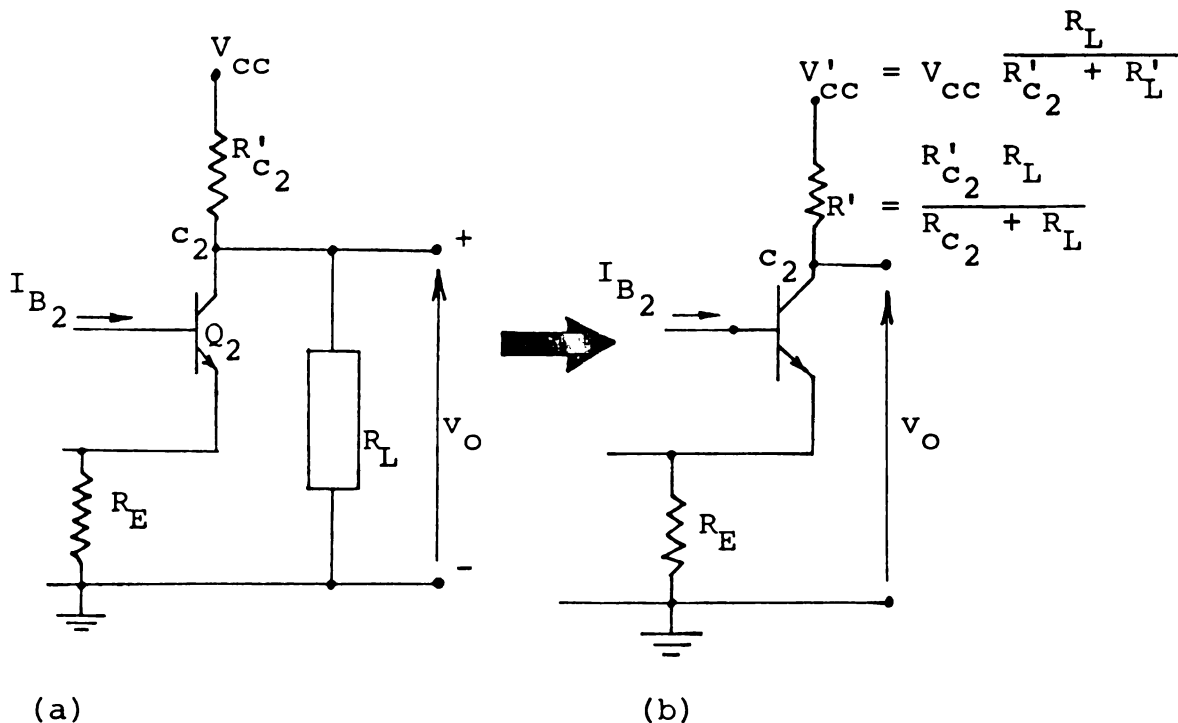 V_CC
R'_C2
c_2
+
I_B2
Q_2
R_L
v_O
R_E
-
(a)
V'_CC = V_CC R_L / (R'_C2 + R'_L)
R' = R'_C2 R_L / (R_C2 + R_L)
c_2
I_B2
v_O
R_E
(b)